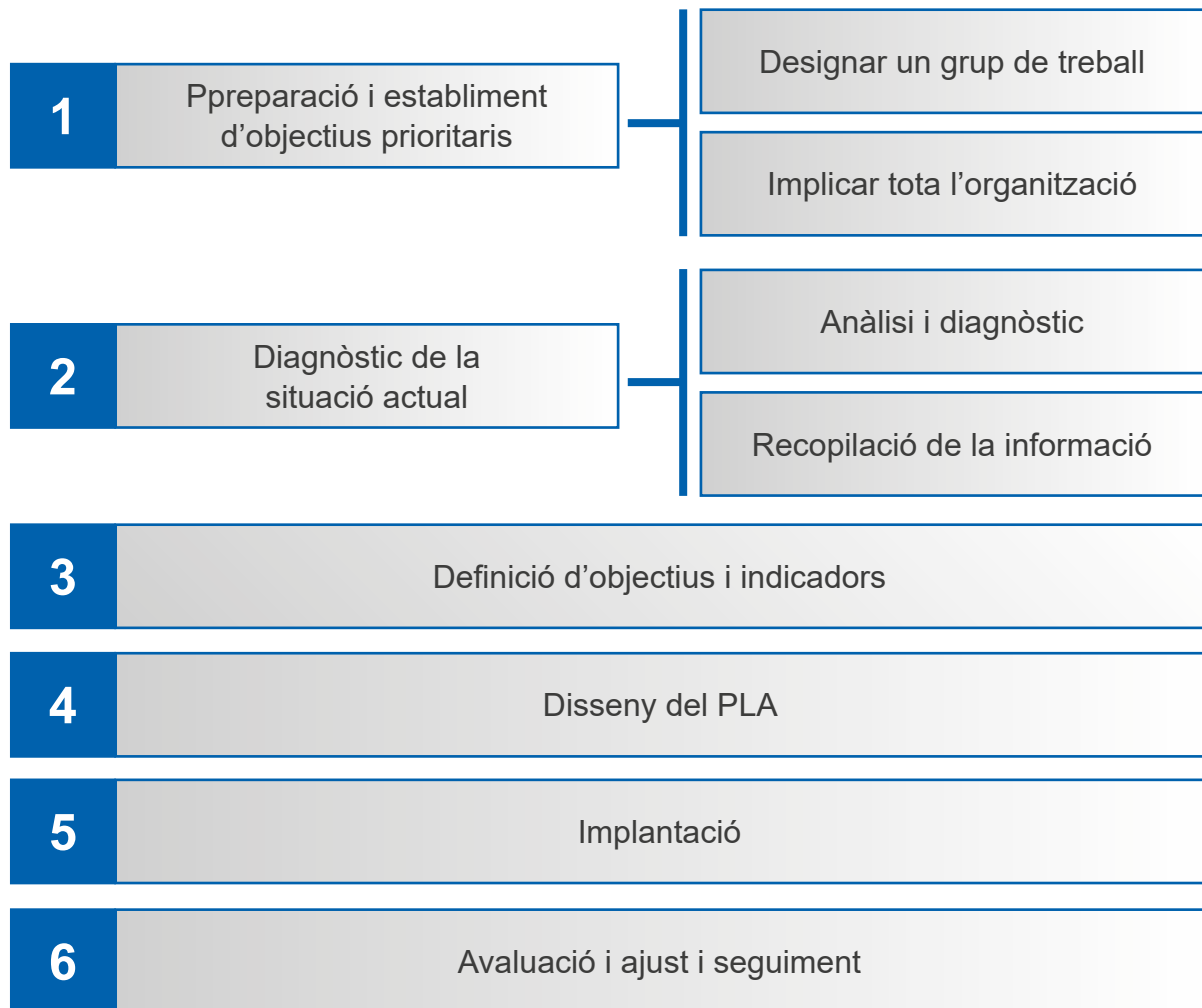 1
Ppreparació i establiment
d’objectius prioritaris
Designar un grup de treball
Implicar tota l’organització
2
Diagnòstic de la
situació actual
Anàlisi i diagnòstic
Recopilació de la informació
3
Definició d’objectius i indicadors
4
Disseny del PLA
5
Implantació
6
Avaluació i ajust i seguiment